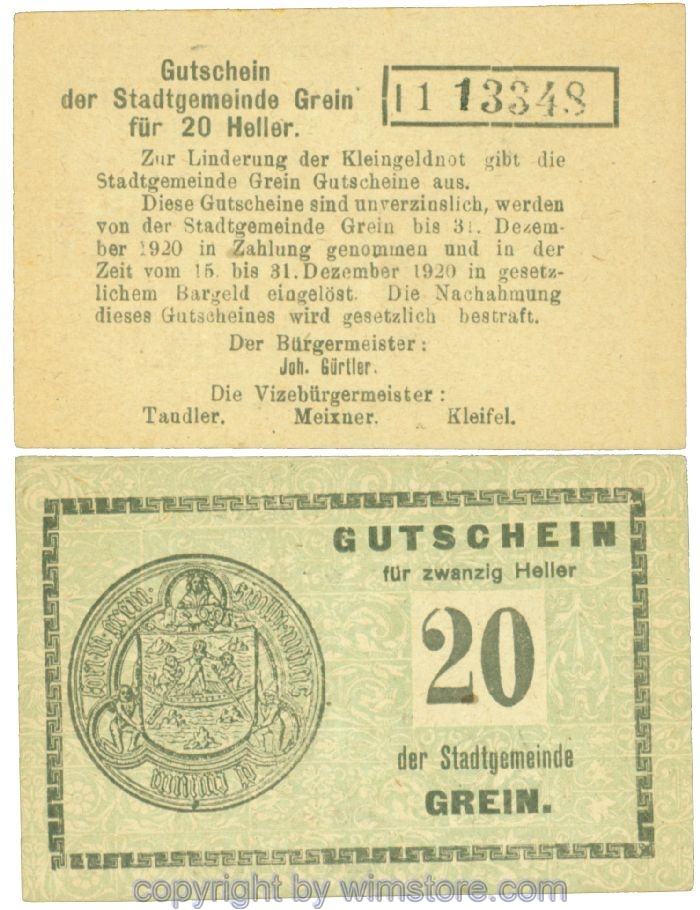 Gutschein
der Stadtgemeinde Grein
für 20 Heller.
1 13348
Zur Linderung der Kleingeldnot gibt die
Stadtgemeinde Grein Gutscheine aus.
Diese Gutscheine sind unverzinslich, werden
von der Stadtgemeinde Grein bis 31. Dezem-
ber 1920 in Zahlung genommen und in der
Zeit vom 15. bis 31. Dezember 1920 in gesetz-
lichem Bargeld eingelöst. Die Nachahmung
dieses Gutscheines wird gesetzlich bestraft.
Der Bürgermeister:
Joh. Gürtler.
Die Vizebürgermeister:
Taudler. Meixner. Kleifel.
GUTSCHEIN
für zwanzig Heller
20
der Stadtgemeinde
GREIN.
copyright by wimstore.com